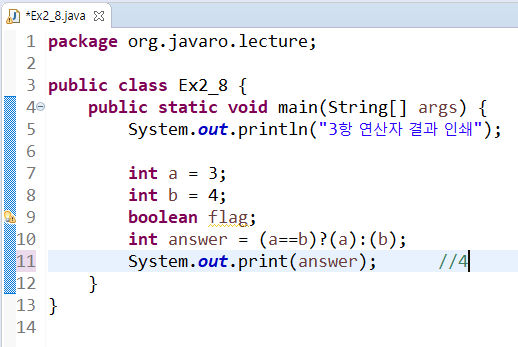 *Ex2_8.java
1 package org.javaro.lecture;
2
3 public class Ex2_8 {
4 public static void main(String[] args) {
5 System.out.println("3항 연산자 결과 인쇄");
6
7 int a = 3;
8 int b = 4;
9 boolean flag;
10 int answer = (a==b)?(a):(b);
11 System.out.print(answer); //4
12 }
13 }
14